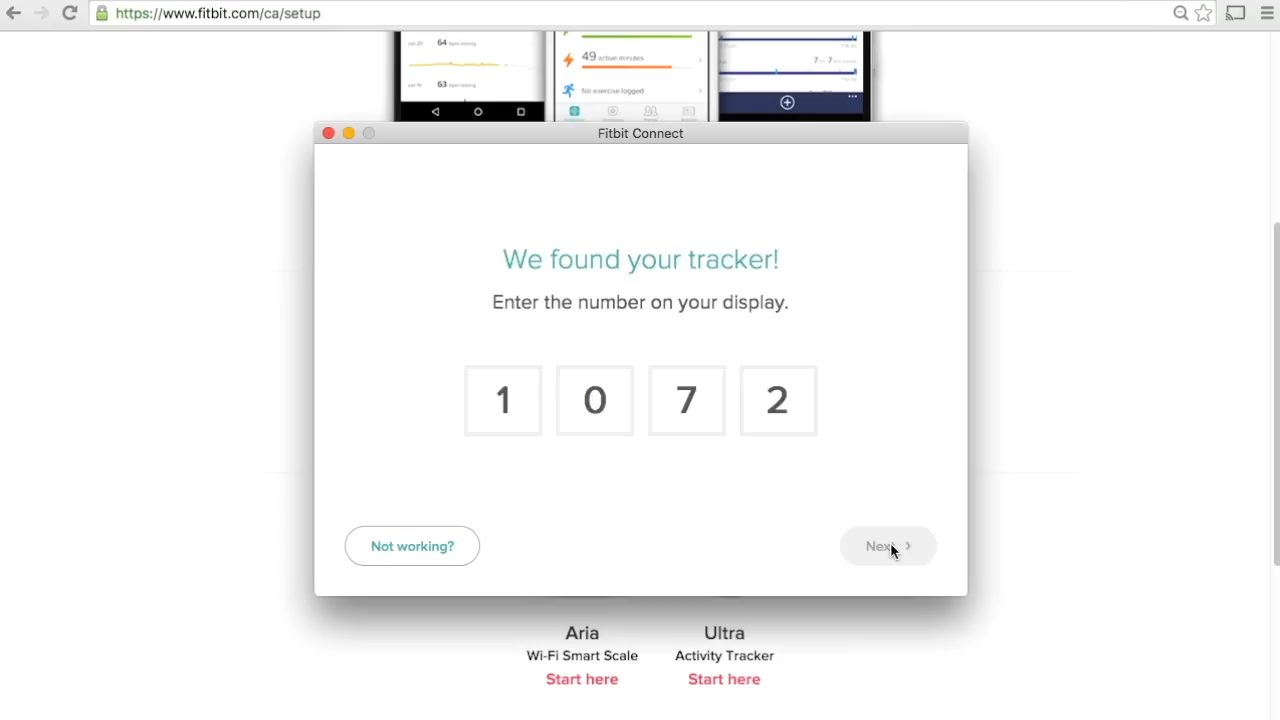 https://www.fitbit.com/ca/setup
64
63
49 active minutes
No exercise logged
Fitbit Connect
We found your tracker!
Enter the number on your display.
1 0 7 2
Not working?
Next
Aria
Wi-Fi Smart Scale
Start here
Ultra
Activity Tracker
Start here